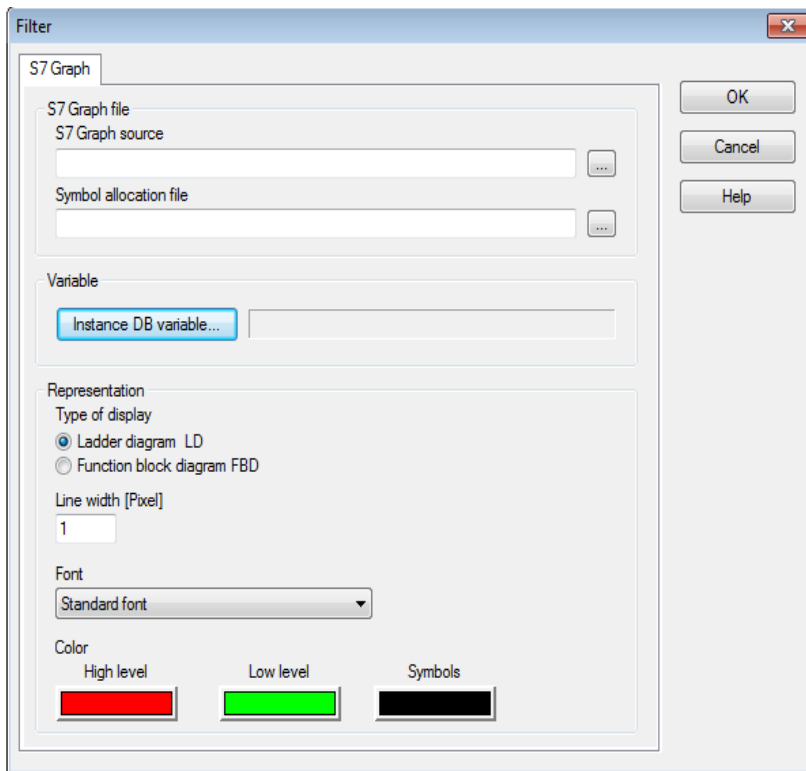 Filter
S7 Graph
S7 Graph file
S7 Graph source
...
Symbol allocation file
...
Variable
Instance DB variable...
Representation
Type of display
Ladder diagram LD
Function block diagram FBD
Line width [Pixel]
1
Font
Standard font
Color
High level Low level Symbols
OK
Cancel
Help